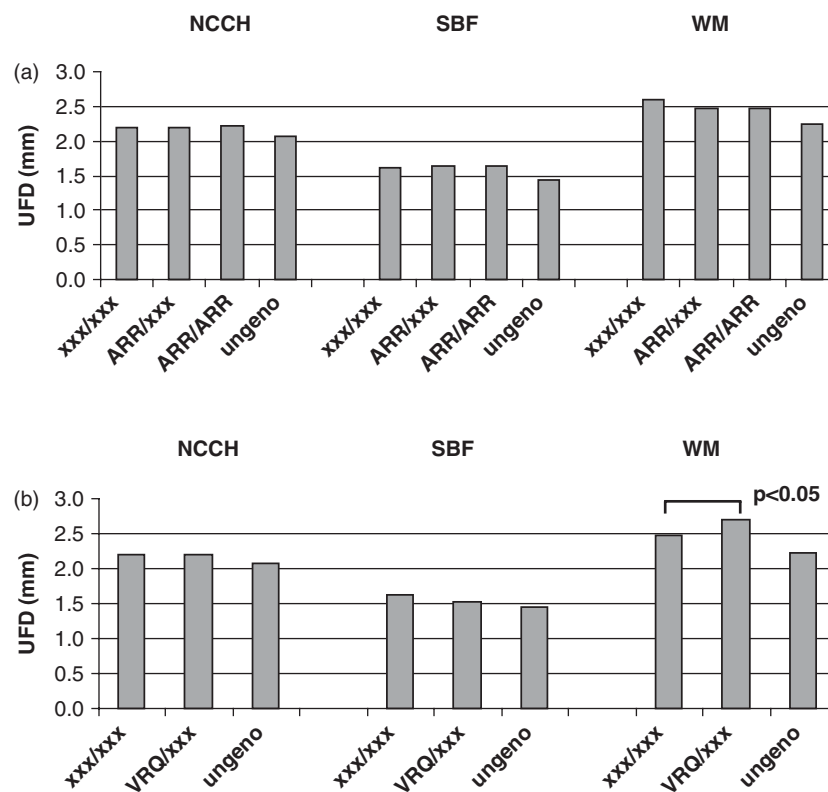 NCCH SBF WM
(a)
UFD (mm)
3.0
2.5
2.0
1.5
1.0
0.5
0.0
xxx/xxx ARR/xxx ARR/ARR ungeno xxx/xxx ARR/xxx ARR/ARR ungeno xxx/xxx ARR/xxx ARR/ARR ungeno
NCCH SBF WM
(b)
p<0.05
UFD (mm)
3.0
2.5
2.0
1.5
1.0
0.5
0.0
xxx/xxx VRQ/xxx ungeno xxx/xxx VRQ/xxx ungeno xxx/xxx VRQ/xxx ungeno